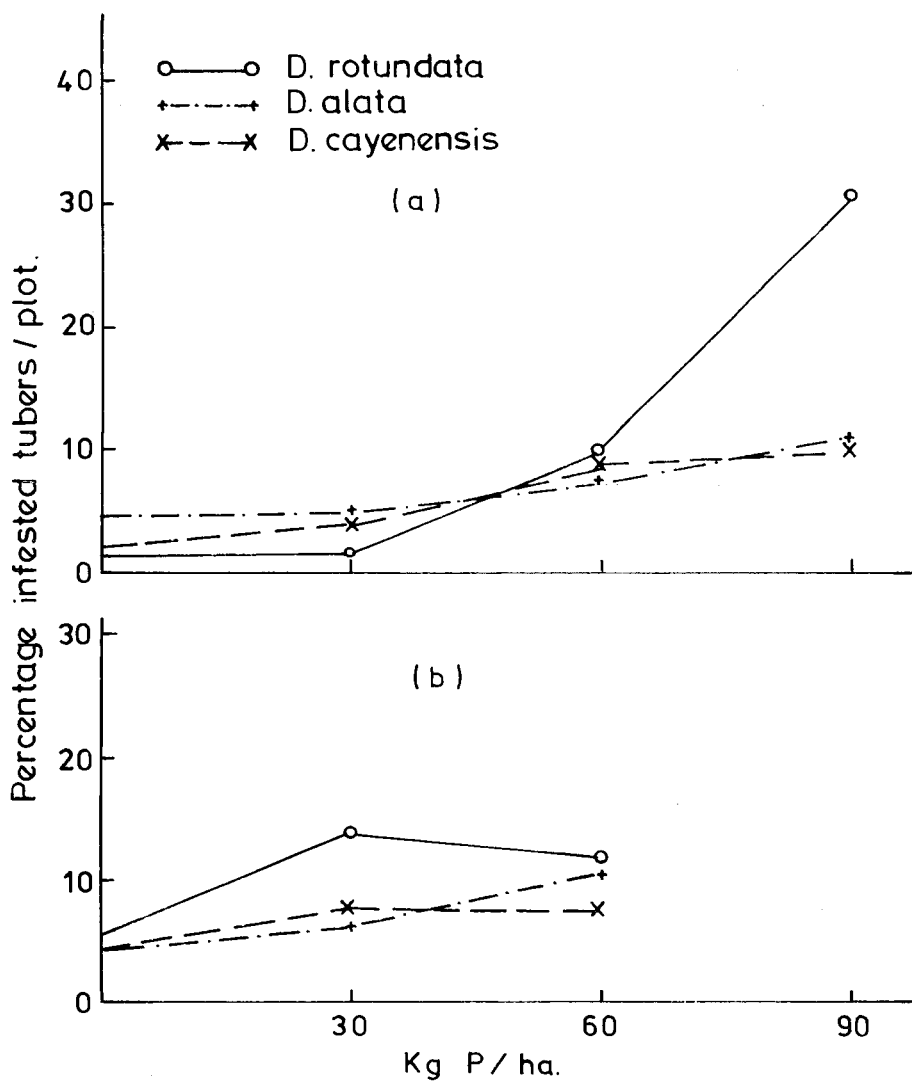 D. rotundata
D. alata
D. cayenensis
(a)
40
30
20
10
0
Percentage infested tubers / plot.
(b)
30
20
10
0
30 60 90
Kg P/ha.